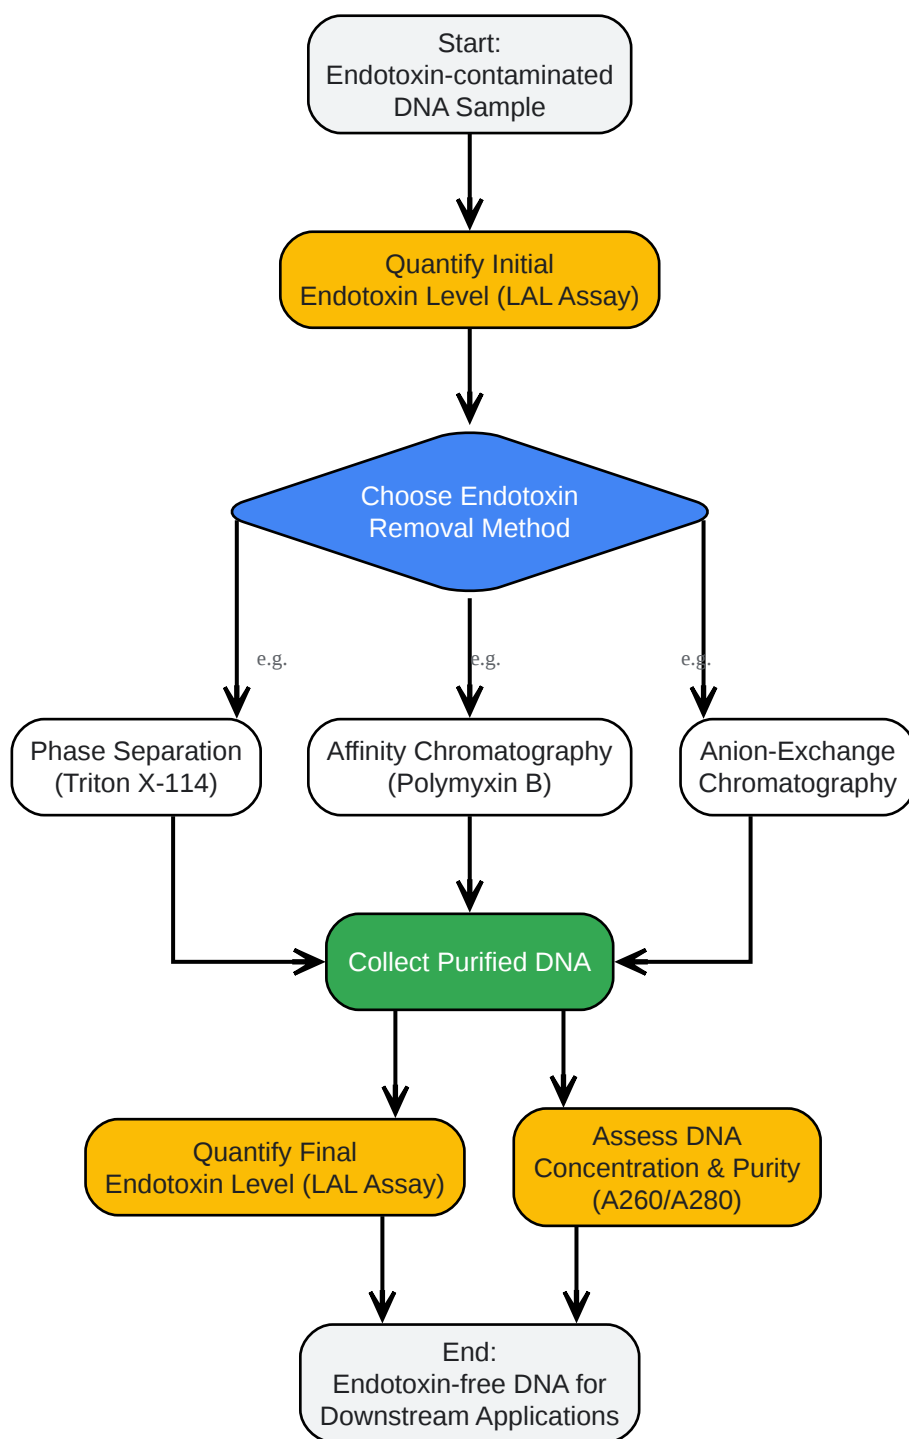 Start:
Endotoxin-contaminated
DNA Sample
Quantify Initial
Endotoxin Level (LAL Assay)
Choose Endotoxin
Removal Method
e.g.
e.g.
e.g.
Phase Separation
(Triton X-114)
Affinity Chromatography
(Polymyxin B)
Anion-Exchange
Chromatography
Collect Purified DNA
Quantify Final
Endotoxin Level (LAL Assay)
Assess DNA
Concentration & Purity
(A260/A280)
End:
Endotoxin-free DNA for
Downstream Applications